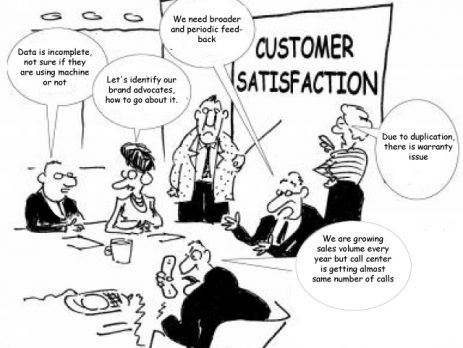 We need broader
and periodic feed-
back
.
Data is incomplete,
not sure if they
are using machine
or not
Let's identify our
brand advocates,
how to go about it.
CUSTOMER
SATISFACTION
Due to duplication,
there is warranty
issue
We are growing
sales volume every
year but call center
is getting almost
same number of calls